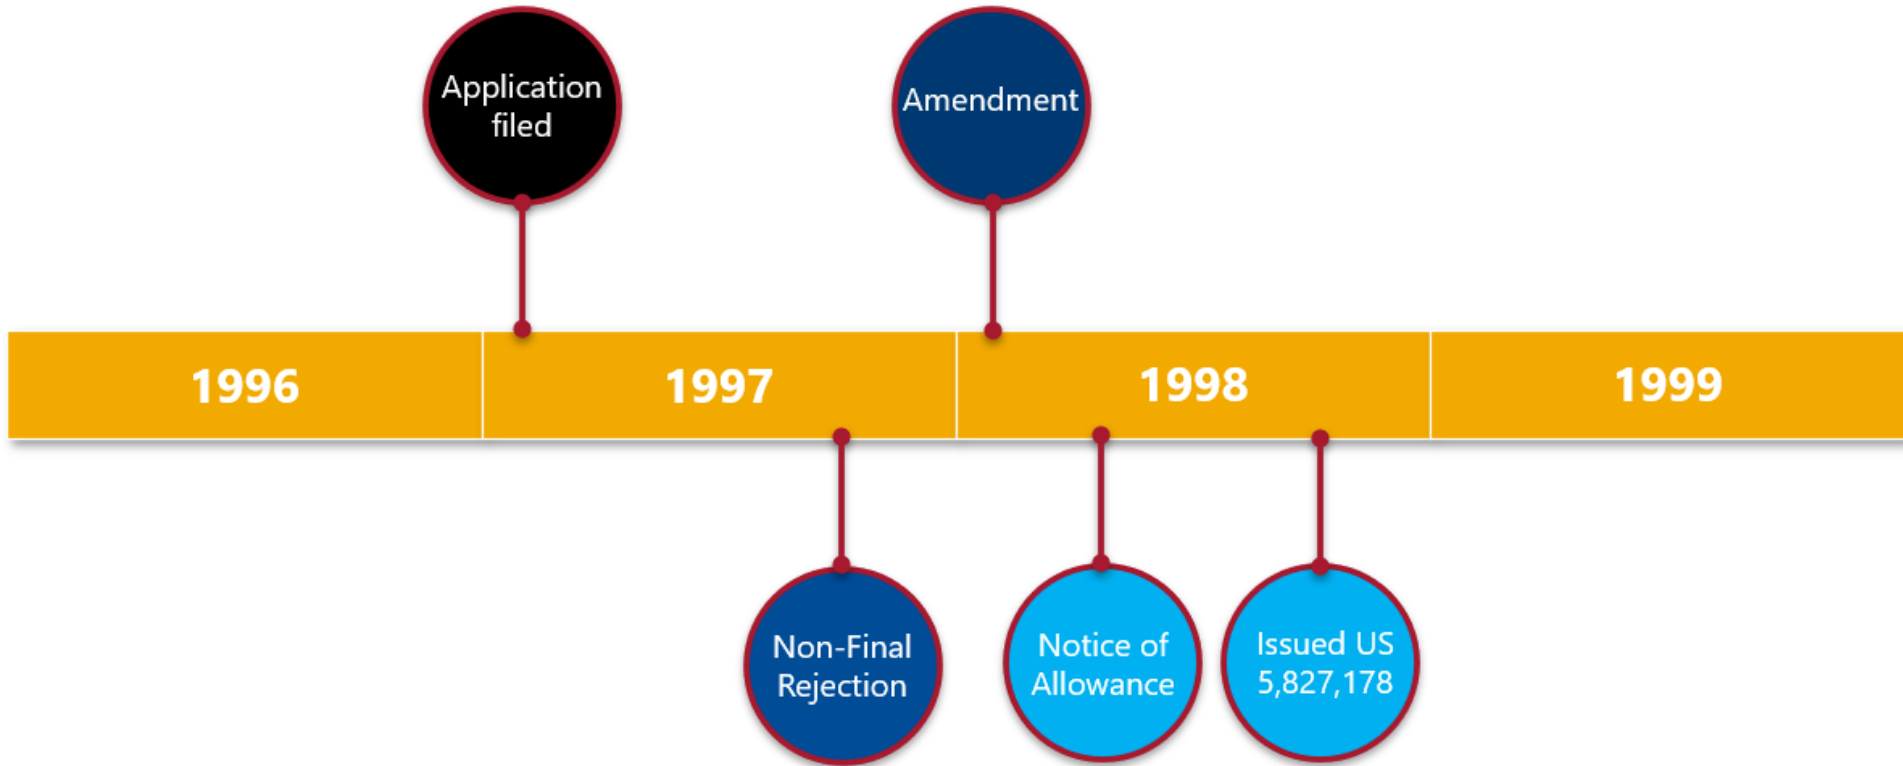 Application
filed
Amendment
1996
1997
1998
1999
Non-Final
Rejection
Notice of
Allowance
Issued US
5,827,178